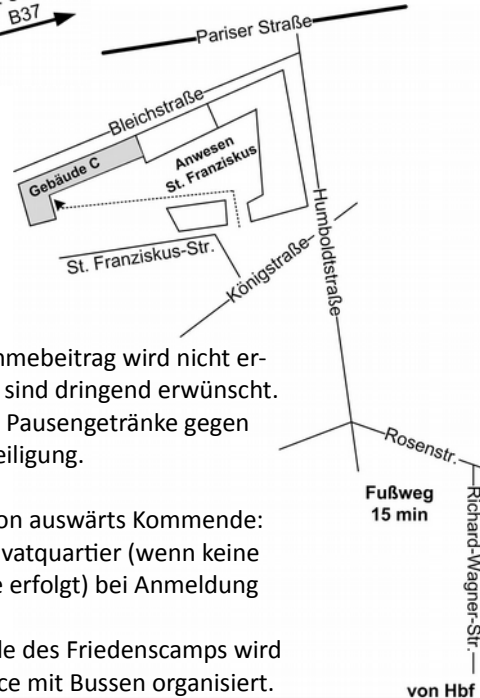 B37
Pariser Straße
Bleichstraße
Gebäude C
Anwesen
St. Franziskus
St. Franziskus-Str.
Königstraße
Humboldtstraße
mmebeitrag wird nicht er-
sind dringend erwünscht.
Pausengetränke gegen
eiligung.
Rosenstr.
Fußweg
15 min
Richard-Wagner-Str.
on auswärts Kommende:
vatquartier (wenn keine
e erfolgt) bei Anmeldung
de des Friedenscamps wird
ce mit Bussen organisiert.
von Hbf